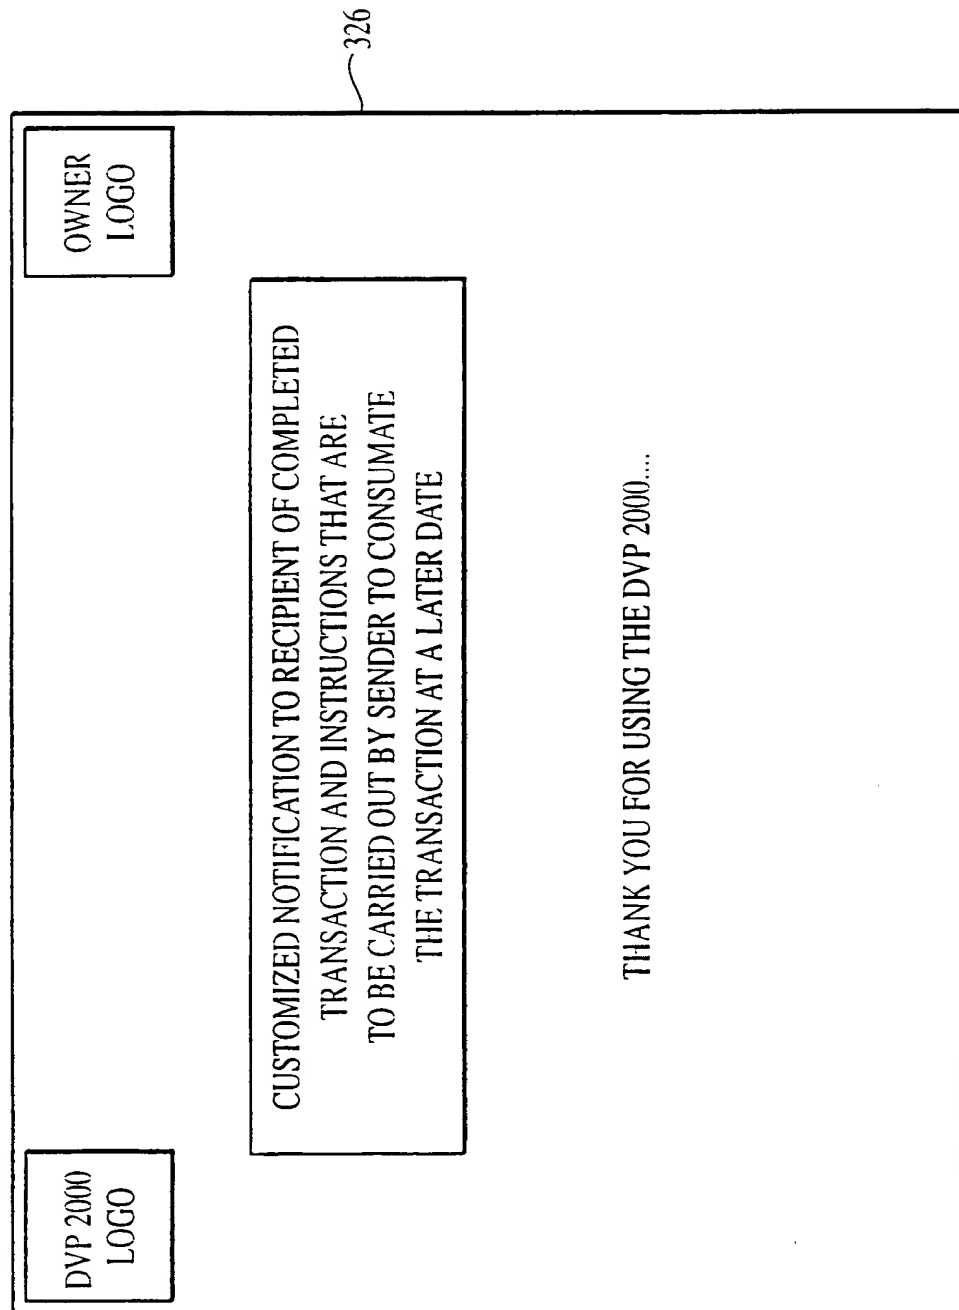 DVP 2000
LOGO
OWNER
LOGO
326
CUSTOMIZED NOTIFICATION TO RECIPIENT OF COMPLETED
TRANSACTION AND INSTRUCTIONS THAT ARE
TO BE CARRIED OUT BY SENDER TO CONSUMATE
THE TRANSACTION AT A LATER DATE
THANK YOU FOR USING THE DVP 2000....